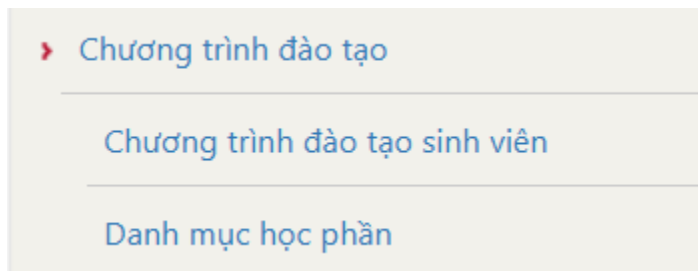 Chương trình đào tạo
Chương trình đào tạo sinh viên
Danh mục học phần